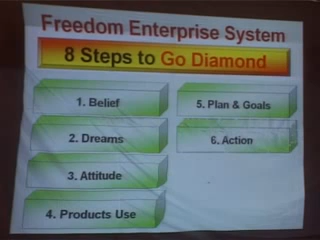 Freedom Enterprise System
8 Steps to Go Diamond
1. Belief
2. Dreams
3. Attitude
4. Products Use
5. Plan & Goals
6. Action